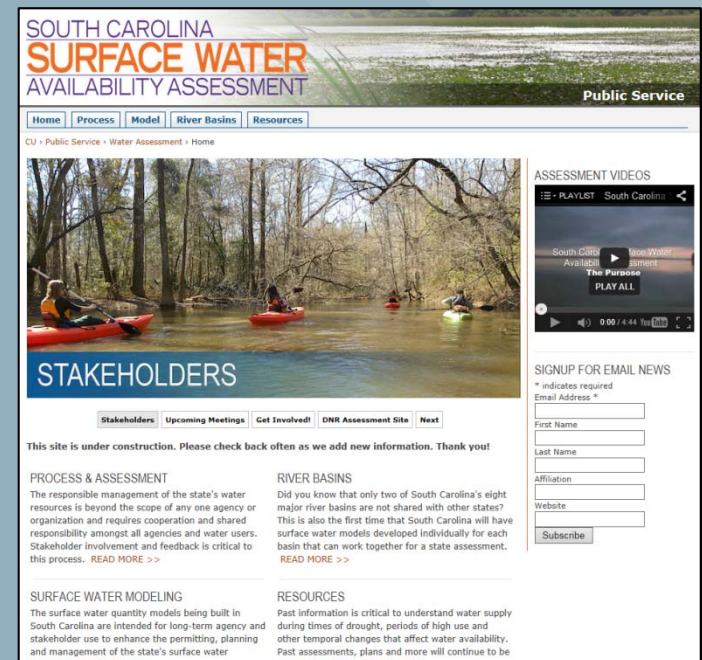 SOUTH CAROLINA
SURFACE WATER
AVAILABILITY ASSESSMENT
Public Service
Home
Process
Model
River Basins
Resources
CU › Public Service › Water Assessment › Home
STAKEHOLDERS
Stakeholders
Upcoming Meetings
Get Involved!
DNR Assessment Site
Next
This site is under construction. Please check back often as we add new information. Thank you!
PROCESS & ASSESSMENT
The responsible management of the state's water
resources is beyond the scope of any one agency or
organization and requires cooperation and shared
responsibility amongst all agencies and water users.
Stakeholder involvement and feedback is critical to
this process. READ MORE >>
RIVER BASINS
Did you know that only two of South Carolina's eight
major river basins are not shared with other states?
This is also the first time that South Carolina will have
surface water models developed individually for each
basin that can work together for a state assessment.
READ MORE >>
SURFACE WATER MODELING
The surface water quantity models being built in
South Carolina are intended for long-term agency and
stakeholder use to enhance the permitting, planning
and management of the state's surface water
RESOURCES
Past information is critical to understand water supply
during times of drought, periods of high use and
other temporal changes that affect water availability.
Past assessments, plans and more will continue to be
ASSESSMENT VIDEOS
PLAYLIST South Carolina
South Carolina Surface Water
Availability Assessment
The Purpose
PLAY ALL
0:00 / 4:44 YouTube
SIGNUP FOR EMAIL NEWS
* indicates required
Email Address *
First Name
Last Name
Affiliation
Website
Subscribe